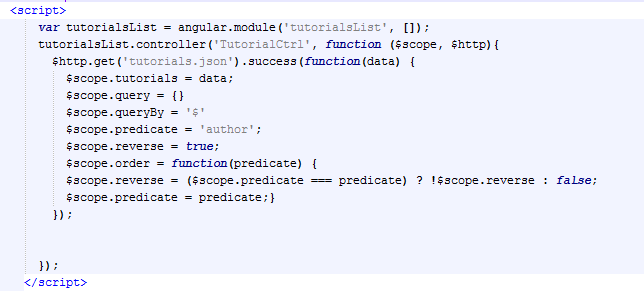 <script>
var tutorialsList = angular.module('tutorialsList', []);
tutorialsList.controller('TutorialCtrl', function ($scope, $http){
$http.get('tutorials.json').success(function(data) {
$scope.tutorials = data;
$scope.query = {}
$scope.queryBy = '$'
$scope.predicate = 'author';
$scope.reverse = true;
$scope.order = function(predicate) {
$scope.reverse = ($scope.predicate === predicate) ? !$scope.reverse : false;
$scope.predicate = predicate;}
});
});
</script>